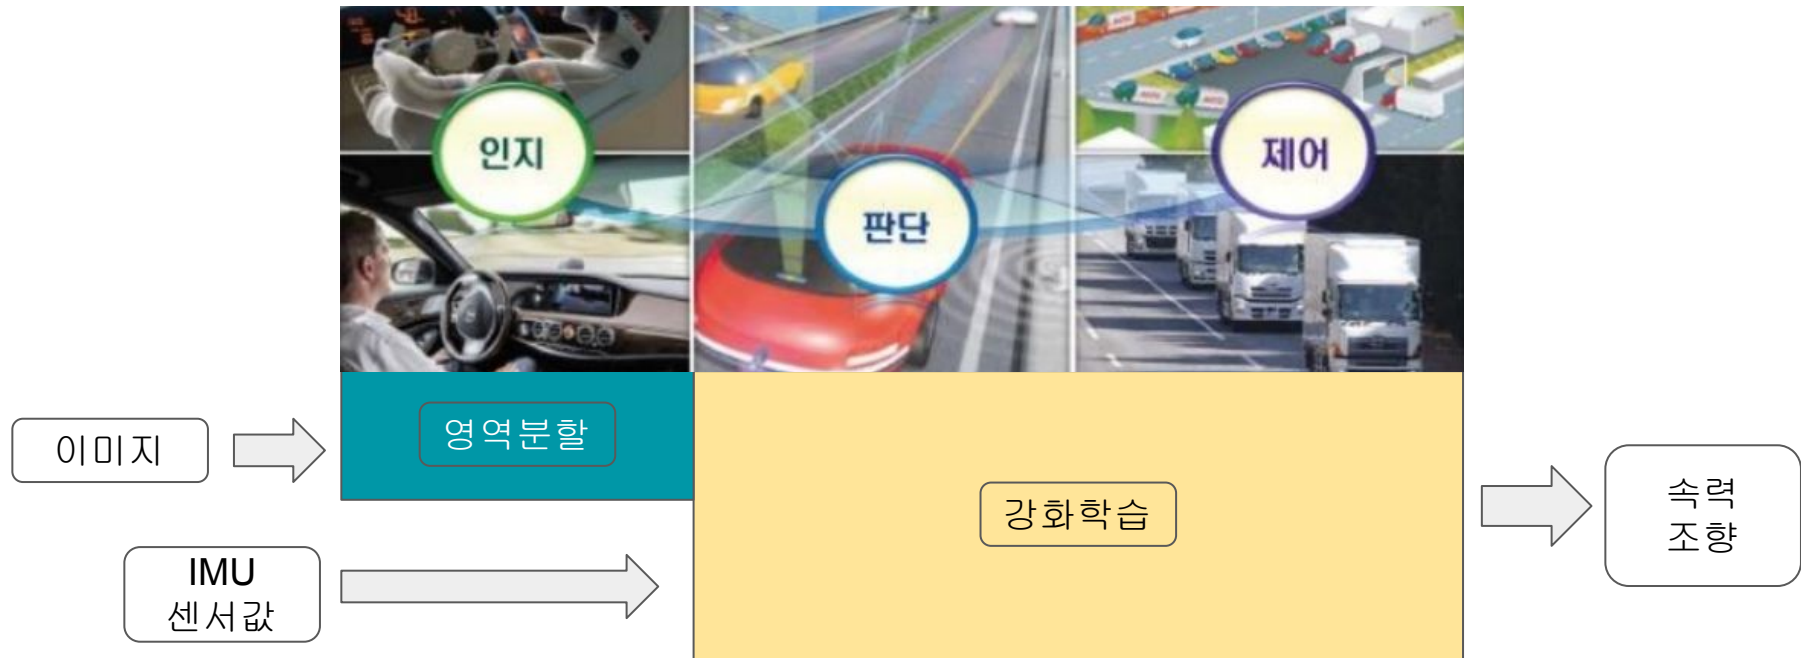 인지
판단
제어
이미지
영역분할
강화학습
IMU
센서값
속력
조향